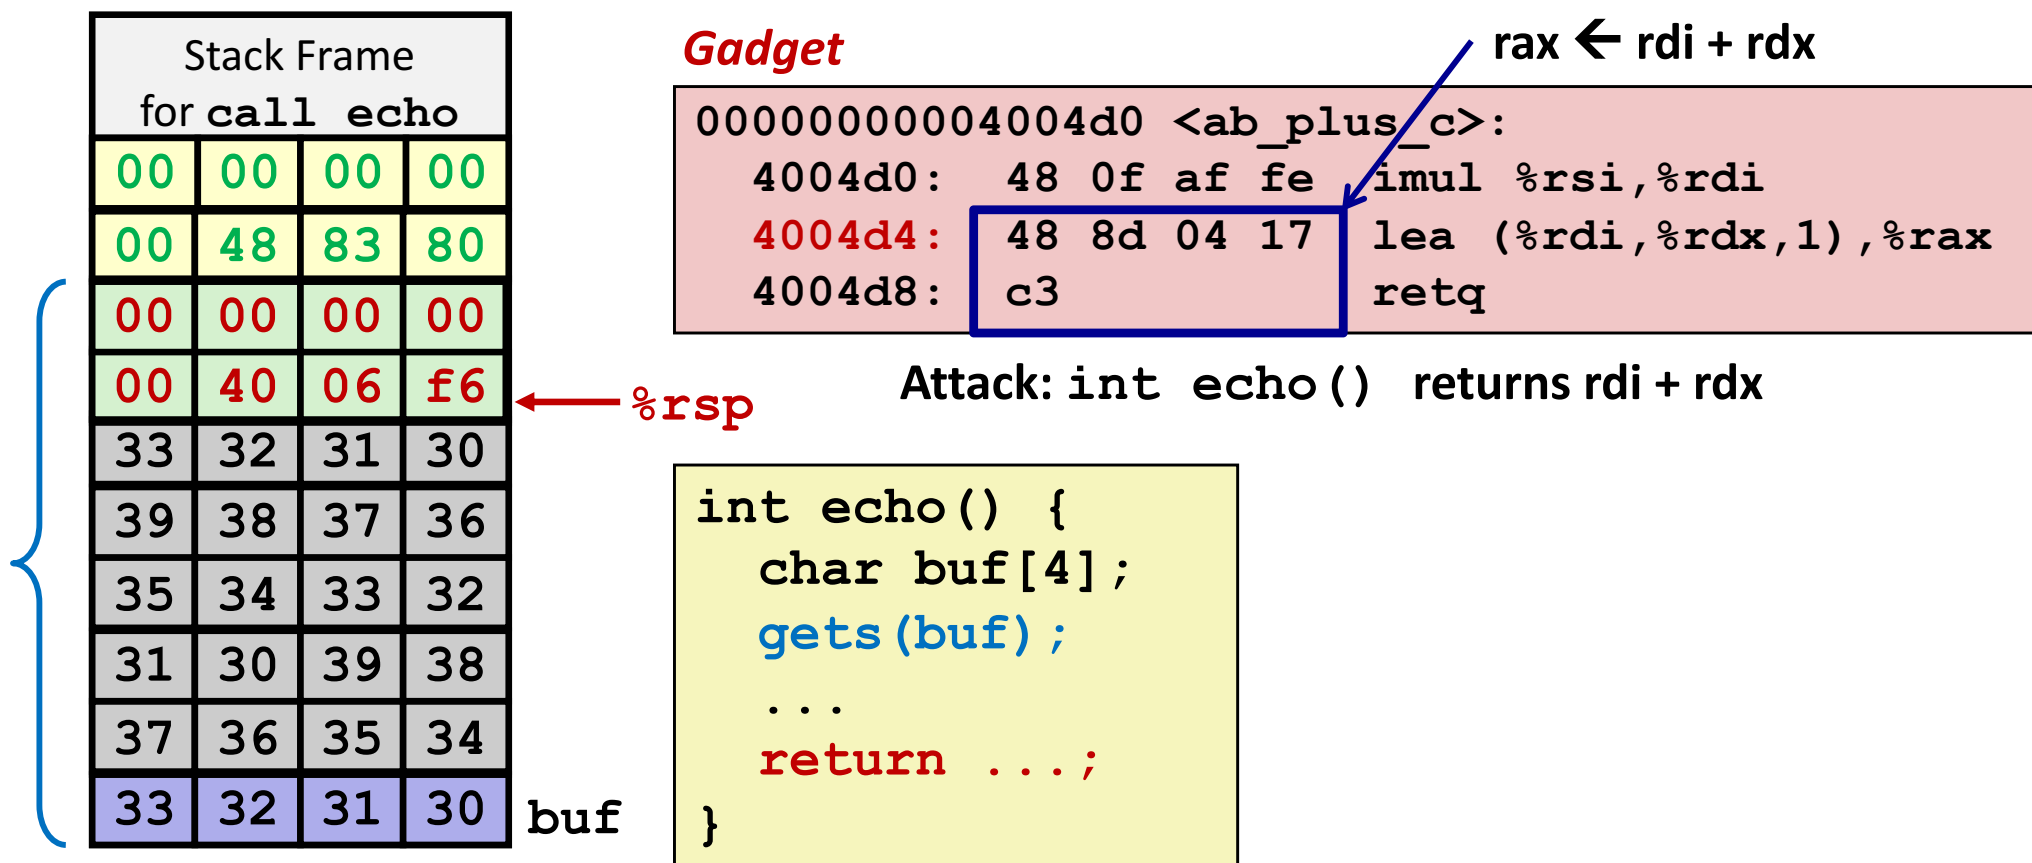 Stack Frame
for call echo
00 00 00 00
00 48 83 80
00 00 00 00
00 40 06 f6
%rsp
33 32 31 30
39 38 37 36
35 34 33 32
31 30 39 38
37 36 35 34
33 32 31 30
buf
Gadget
rax ← rdi + rdx
00000000004004d0 <ab_plus_c>:
4004d0: 48 0f af fe imul %rsi,%rdi
4004d4: 48 8d 04 17 lea (%rdi,%rdx,1),%rax
4004d8: c3 retq
Attack: int echo() returns rdi + rdx
int echo() {
char buf[4];
gets(buf);
...
return ...;
}